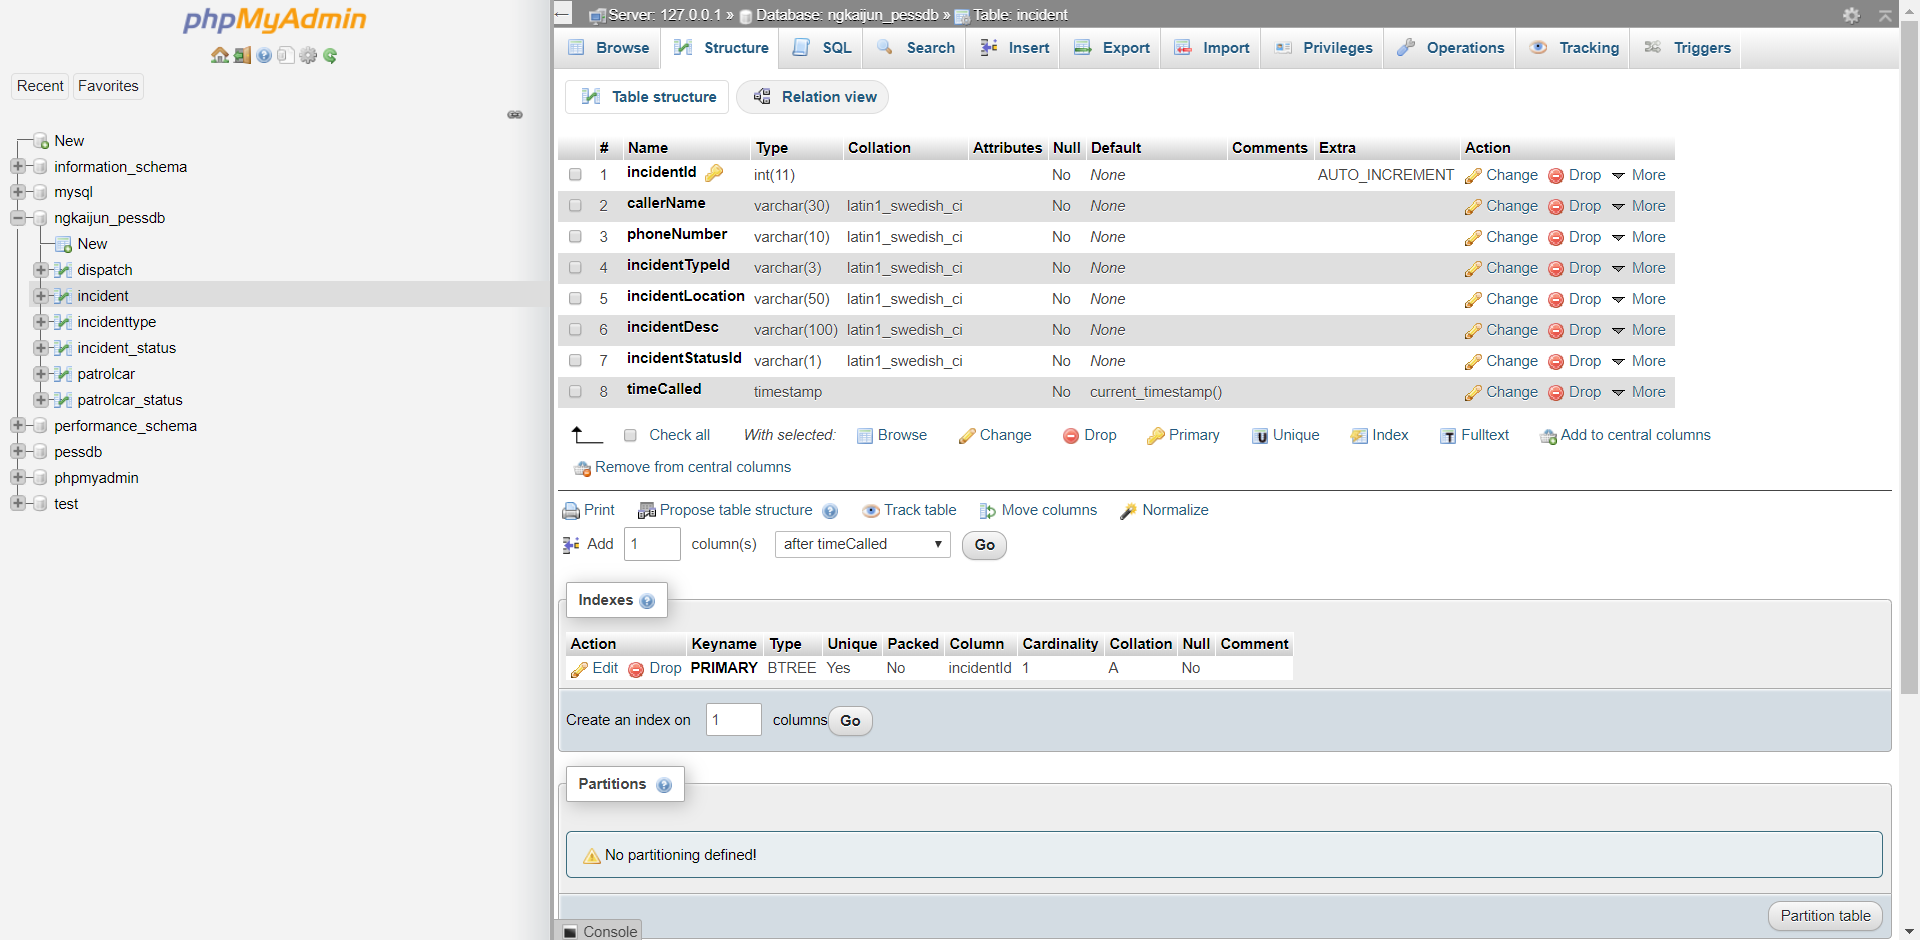 phpMyAdmin
Recent Favorites
New
information_schema
mysql
ngkaijun_pessdb
New
dispatch
incident
incidenttype
incident_status
patrolcar
patrolcar_status
performance_schema
pessdb
phpmyadmin
test
Server: 127.0.0.1 » Database: ngkaijun_pessdb » Table: incident
Browse Structure SQL Search Insert Export Import Privileges Operations Tracking Triggers
Table structure Relation view
# Name Type Collation Attributes Null Default Comments Extra Action
1 incidentId int(11) No None AUTO_INCREMENT Change Drop More
2 callerName varchar(30) latin1_swedish_ci No None Change Drop More
3 phoneNumber varchar(10) latin1_swedish_ci No None Change Drop More
4 incidentTypeId varchar(3) latin1_swedish_ci No None Change Drop More
5 incidentLocation varchar(50) latin1_swedish_ci No None Change Drop More
6 incidentDesc varchar(100) latin1_swedish_ci No None Change Drop More
7 incidentStatusId varchar(1) latin1_swedish_ci No None Change Drop More
8 timeCalled timestamp No current_timestamp() Change Drop More
Check all With selected: Browse Change Drop Primary Unique Index Fulltext Add to central columns
Remove from central columns
Print Propose table structure Track table Move columns Normalize
Add 1 column(s) after timeCalled Go
Indexes
Action Keyname Type Unique Packed Column Cardinality Collation Null Comment
Edit Drop PRIMARY BTREE Yes No incidentId 1 A No
Create an index on 1 columns Go
Partitions
No partitioning defined!
Partition table
Console